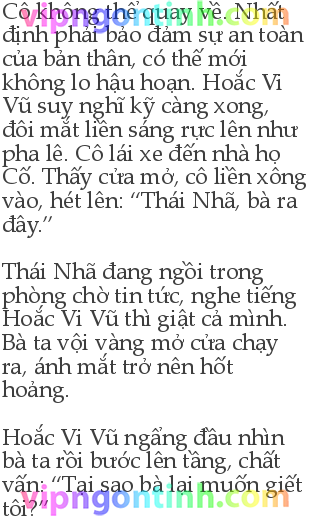 Cô không thể quay về. Nhất
định phải bảo đảm sự an toàn
của bản thân, có thế mới
không lo hậu hoạn. Hoắc Vi
Vũ suy nghĩ kỹ càng xong,
đôi mắt liền sáng rực lên như
pha lê. Cô lái xe đến nhà họ
Cố. Thấy cửa mở, cô liền xông
vào, hét lên: “Thái Nhã, bà ra
đây.”
Thái Nhã đang ngồi trong
phòng chờ tin tức, nghe tiếng
Hoắc Vi Vũ thì giật cả mình.
Bà ta vội vàng mở cửa chạy
ra, ánh mắt trở nên hốt
hoảng.
Hoắc Vi Vũ ngẩng đầu nhìn
bà ta rồi bước lên tầng, chất
vấn: “Tại sao bà lại muốn giết
tôi?”
vipngontinh.com
vipngontinh.com